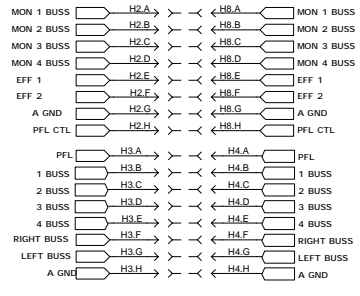 MON 1 BUSS H2.A H8.A MON 1 BUSS
MON 2 BUSS H2.B H8.B MON 2 BUSS
MON 3 BUSS H2.C H8.C MON 3 BUSS
MON 4 BUSS H2.D H8.D MON 4 BUSS
EFF 1 H2.E H8.E EFF 1
EFF 2 H2.F H8.F EFF 2
A GND H2.G H8.G A GND
PFL CTL H2.H H8.H PFL CTL
PFL H3.A H4.A PFL
1 BUSS H3.B H4.B 1 BUSS
2 BUSS H3.C H4.C 2 BUSS
3 BUSS H3.D H4.D 3 BUSS
4 BUSS H3.E H4.E 4 BUSS
RIGHT BUSS H3.F H4.F RIGHT BUSS
LEFT BUSS H3.G H4.G LEFT BUSS
A GND H3.H H4.H A GND